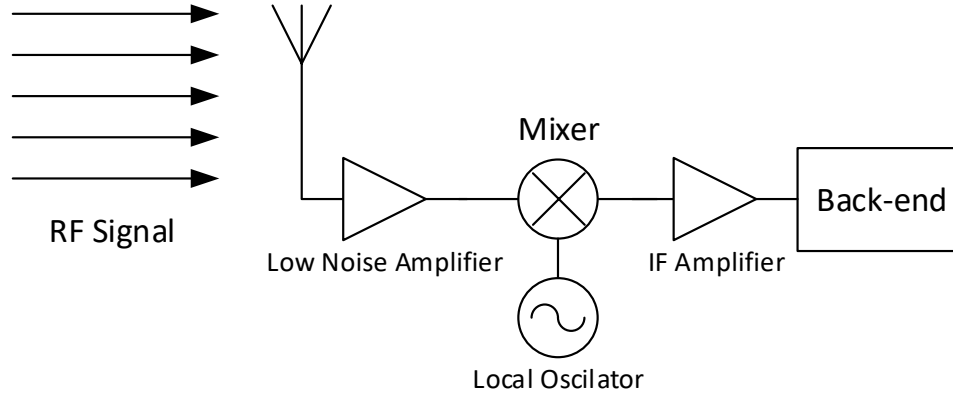 Mixer
Back-end
RF Signal
Low Noise Amplifier
IF Amplifier
Local Oscilator